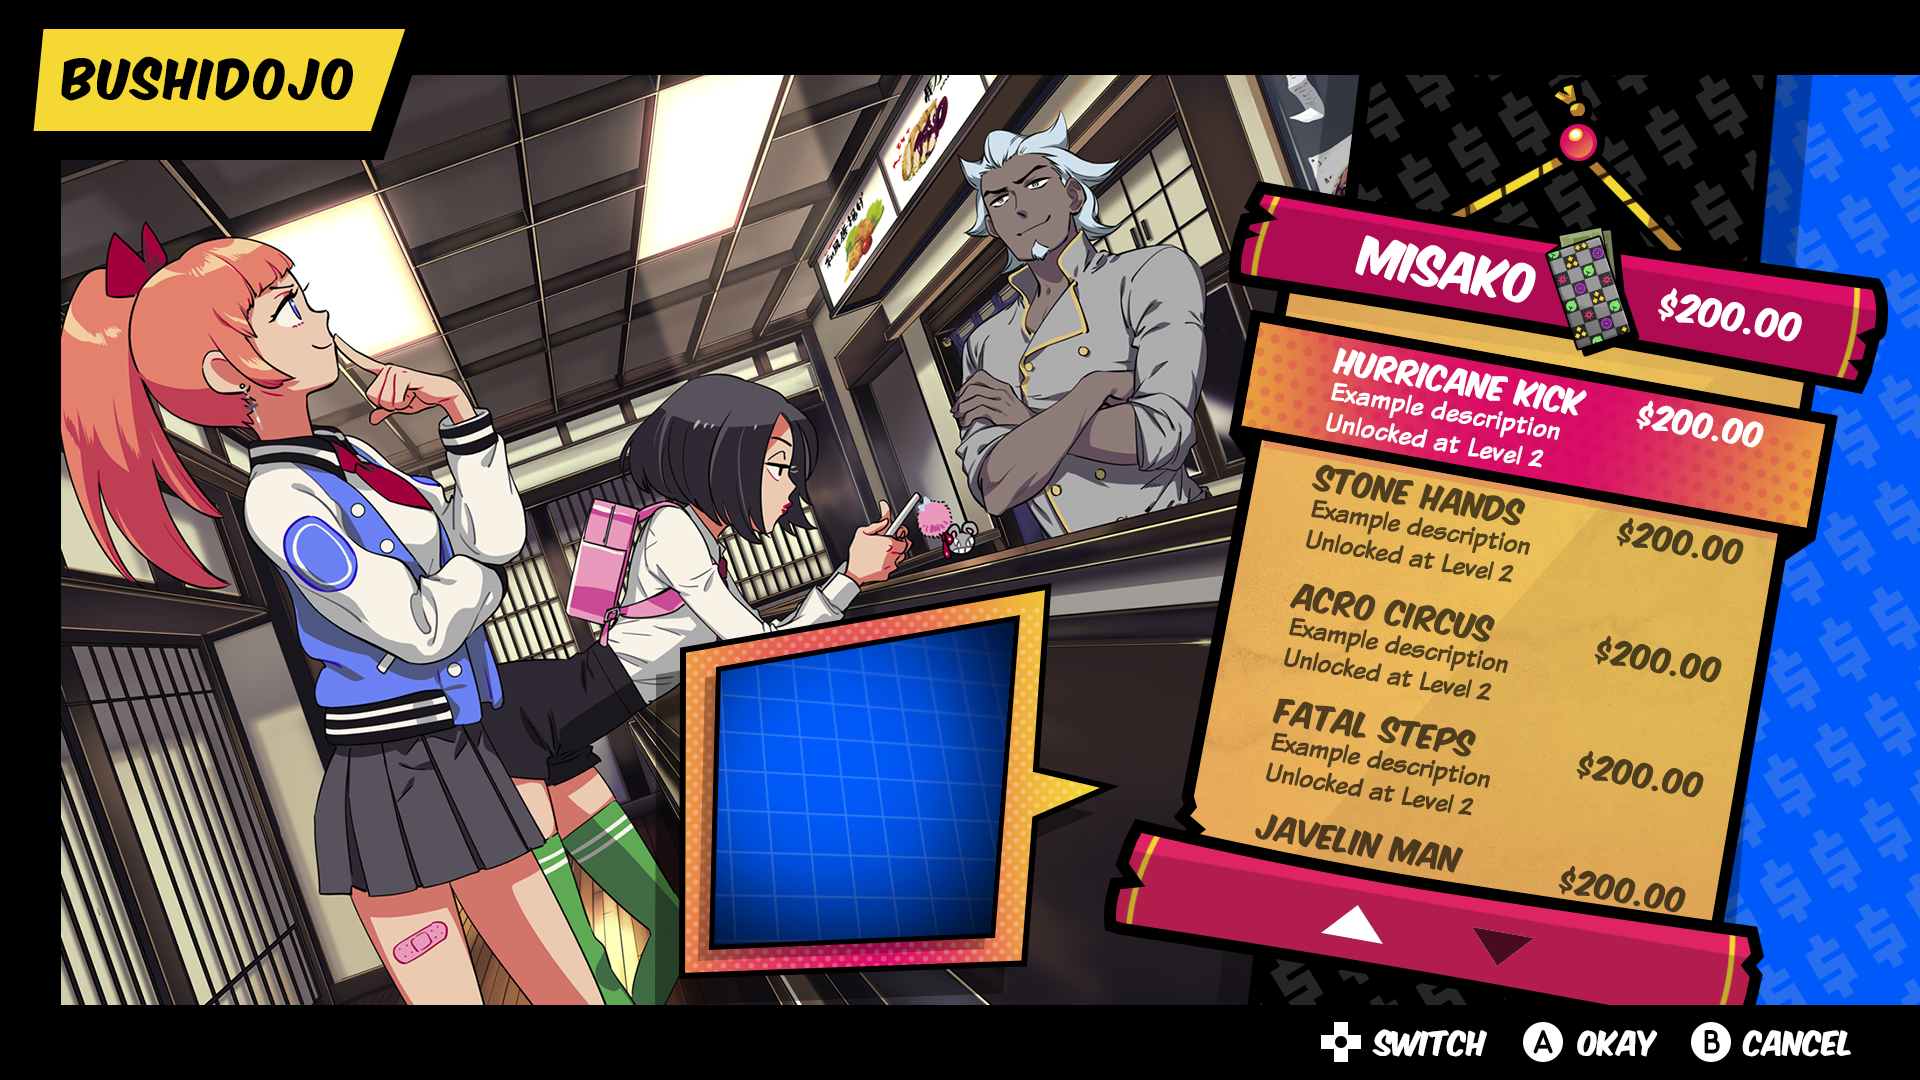 BUSHIDOJO
MISAKO
$200.00
HURRICANE KICK
$200.00
Example description
Unlocked at Level 2
STONE HANDS
$200.00
Example description
Unlocked at Level 2
ACRO CIRCUS
$200.00
Example description
Unlocked at Level 2
FATAL STEPS
$200.00
Example description
Unlocked at Level 2
JAVELIN MAN
$200.00
SWITCH
A OKAY
B CANCEL